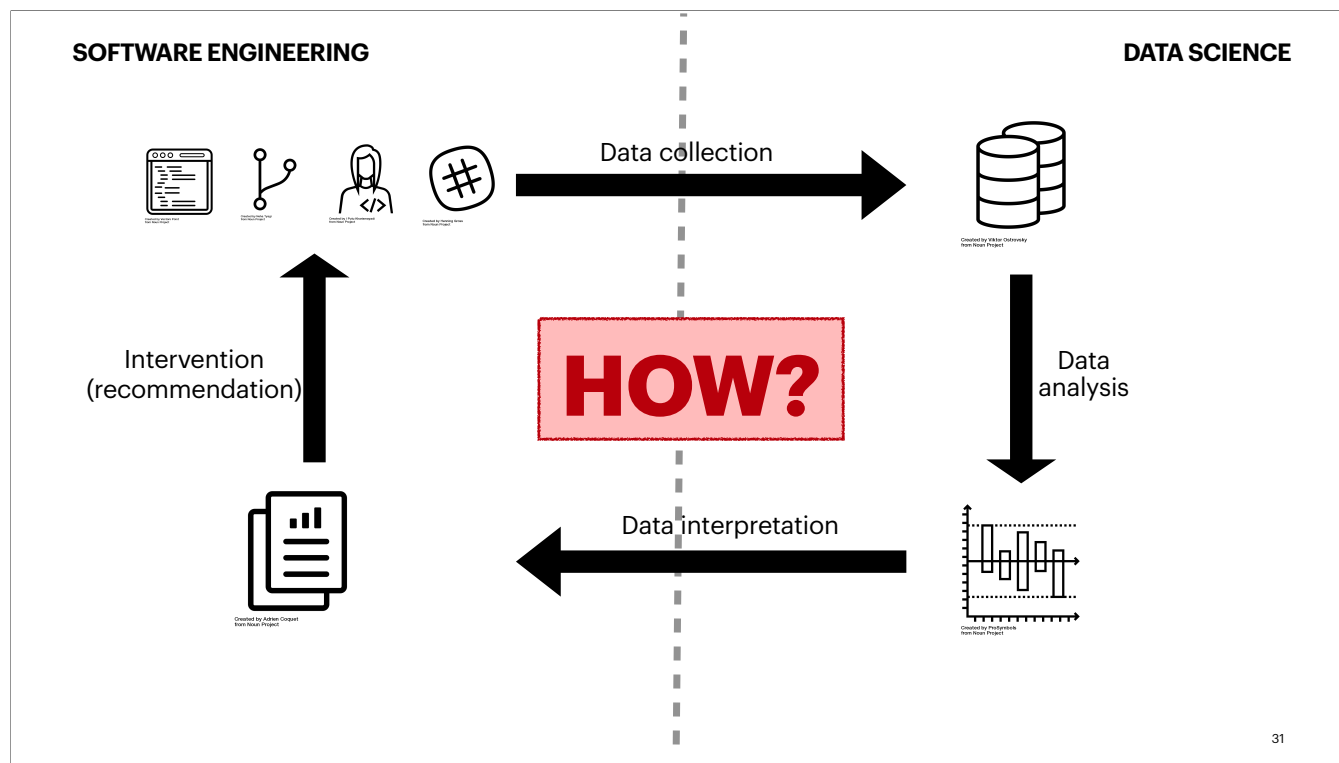 SOFTWARE ENGINEERING
DATA SCIENCE
Data collection
Created by Viktor Ostrovsky
from Noun Project
HOW?
Intervention
(recommendation)
Data
analysis
Data interpretation
Created by Adrien Coquet
from Noun Project
Created by ProSymbols
from Noun Project
31